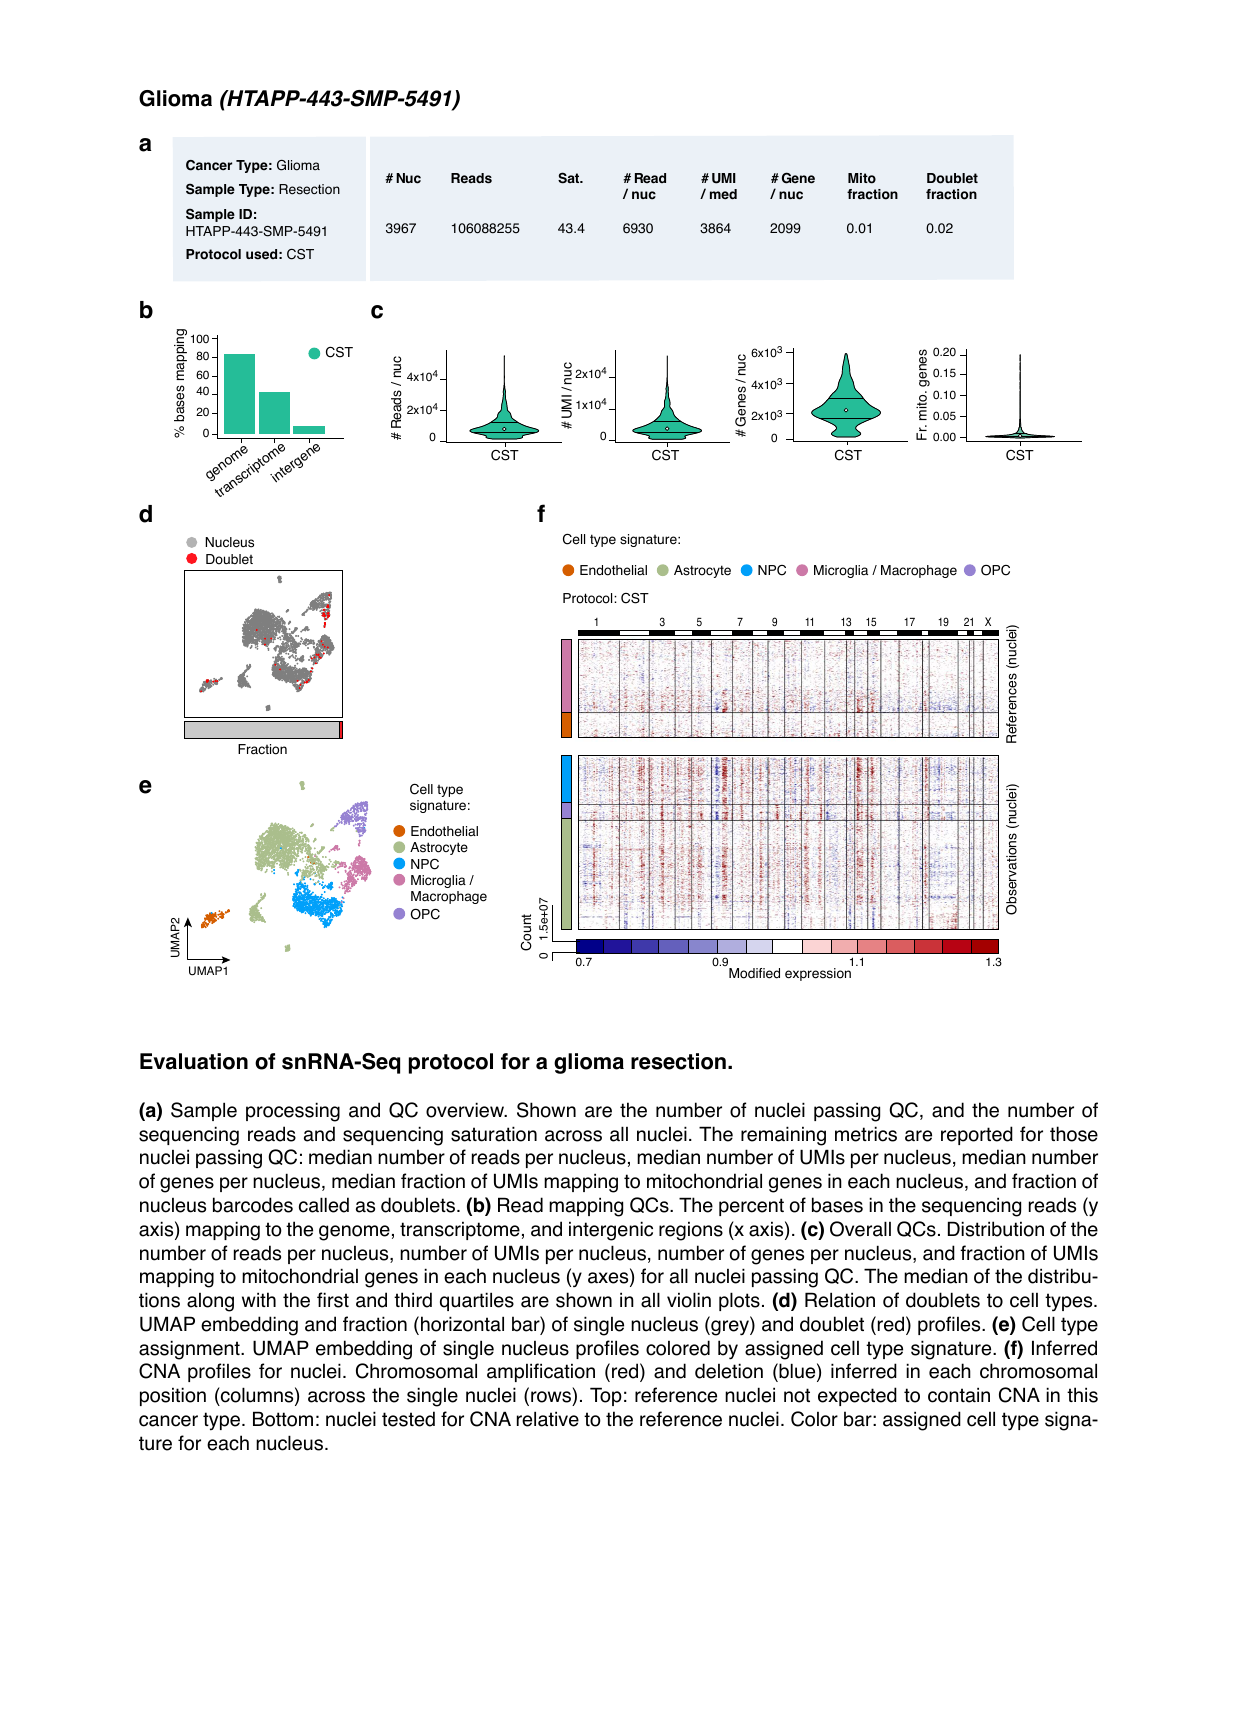 Glioma (HTAPP-443-SMP-5491)
a
Cancer Type: Glioma
Sample Type: Resection
Sample ID:
HTAPP-443-SMP-5491
Protocol used: CST
# Nuc Reads Sat. # Read / nuc # UMI / med # Gene / nuc Mito fraction Doublet fraction
3967 106088255 43.4 6930 3864 2099 0.01 0.02
b
% bases mapping
100
80
60
40
20
0
CST
genome
transcriptome
intergene
c
# Reads / nuc
4x10⁴
2x10⁴
0
CST
# UMI / nuc
2x10⁴
1x10⁴
0
CST
# Genes / nuc
6x10³
4x10³
2x10³
0
CST
Fr. mito. genes
0.20
0.15
0.10
0.05
0.00
CST
d
Nucleus
Doublet
Fraction
e
Cell type
signature:
Endothelial
Astrocyte
NPC
Microglia /
Macrophage
OPC
UMAP2
UMAP1
f
Cell type signature:
Endothelial Astrocyte NPC Microglia / Macrophage OPC
Protocol: CST
1 3 5 7 9 11 13 15 17 19 21 X
References (nuclei)
Observations (nuclei)
Count
0 1.5e+07
0.7 0.9 1.1 1.3
Modified expression
Evaluation of snRNA-Seq protocol for a glioma resection.
(a) Sample processing and QC overview. Shown are the number of nuclei passing QC, and the number of
sequencing reads and sequencing saturation across all nuclei. The remaining metrics are reported for those
nuclei passing QC: median number of reads per nucleus, median number of UMIs per nucleus, median number
of genes per nucleus, median fraction of UMIs mapping to mitochondrial genes in each nucleus, and fraction of
nucleus barcodes called as doublets. (b) Read mapping QCs. The percent of bases in the sequencing reads (y
axis) mapping to the genome, transcriptome, and intergenic regions (x axis). (c) Overall QCs. Distribution of the
number of reads per nucleus, number of UMIs per nucleus, number of genes per nucleus, and fraction of UMIs
mapping to mitochondrial genes in each nucleus (y axes) for all nuclei passing QC. The median of the distribu-
tions along with the first and third quartiles are shown in all violin plots. (d) Relation of doublets to cell types.
UMAP embedding and fraction (horizontal bar) of single nucleus (grey) and doublet (red) profiles. (e) Cell type
assignment. UMAP embedding of single nucleus profiles colored by assigned cell type signature. (f) Inferred
CNA profiles for nuclei. Chromosomal amplification (red) and deletion (blue) inferred in each chromosomal
position (columns) across the single nuclei (rows). Top: reference nuclei not expected to contain CNA in this
cancer type. Bottom: nuclei tested for CNA relative to the reference nuclei. Color bar: assigned cell type signa-
ture for each nucleus.